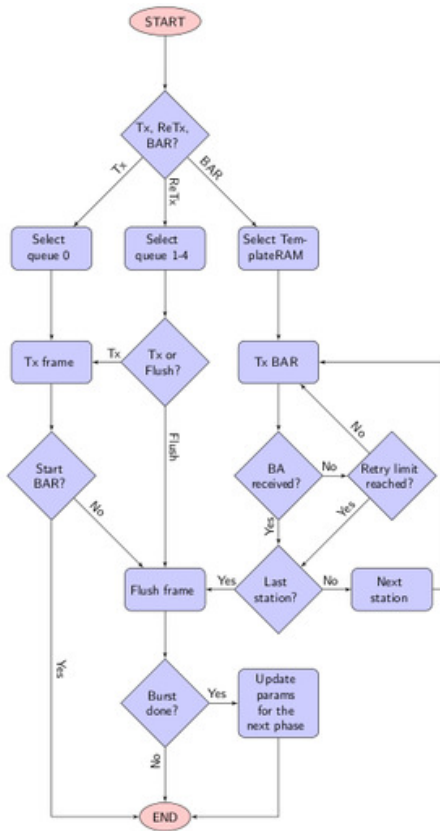 START
Tx, ReTx,
BAR?
Tx
ReTx
BAR
Select
queue 0
Select
queue 1-4
Select Tem-
plateRAM
Tx frame
Tx
Tx or
Flush?
Tx BAR
Flush
No
Start
BAR?
BA
received?
No
Retry limit
reached?
No
Yes
Yes
Flush frame
Yes
Last
station?
No
Next
station
Yes
Burst
done?
Yes
Update
params
for the
next phase
No
END